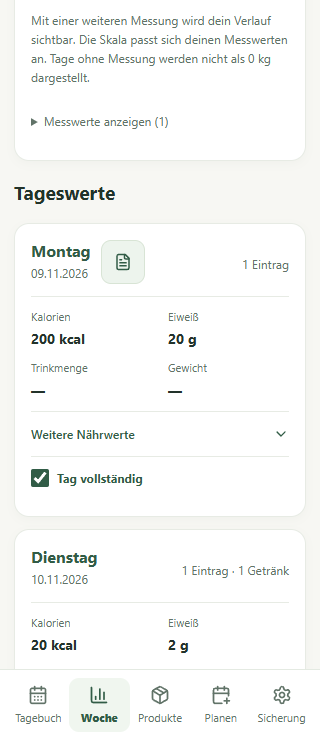 Mit einer weiteren Messung wird dein Verlauf
sichtbar. Die Skala passt sich deinen Messwerten
an. Tage ohne Messung werden nicht als 0 kg
dargestellt.
Messwerte anzeigen (1)
Tageswerte
Montag
09.11.2026
1 Eintrag
Kalorien
Eiweiß
200 kcal
20 g
Trinkmenge
Gewicht
—
—
Weitere Nährwerte
Tag vollständig
Dienstag
10.11.2026
1 Eintrag · 1 Getränk
Kalorien
Eiweiß
20 kcal
2 g
Tagebuch
Woche
Produkte
Planen
Sicherung